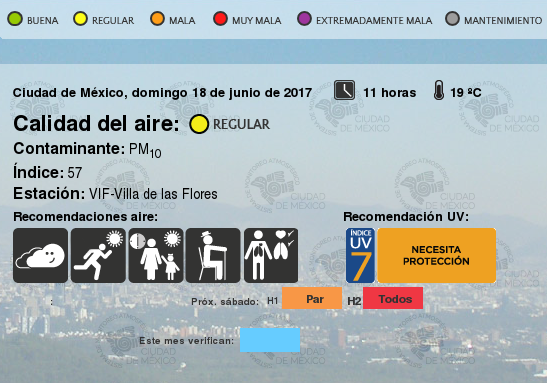 BUENA REGULAR MALA MUY MALA EXTREMADAMENTE MALA MANTENIMIENTO
Ciudad de México, domingo 18 de junio de 2017 11 horas 19 ºC
Calidad del aire: REGULAR
Contaminante: PM10
Índice: 57
Estación: VIF-Villa de las Flores
Recomendaciones aire: Recomendación UV:
ÍNDICE
UV
7
NECESITA
PROTECCIÓN
: Próx. sábado: H1 Par H2 Todos
Este mes verifican:
CIUDAD
DE MÉXICO